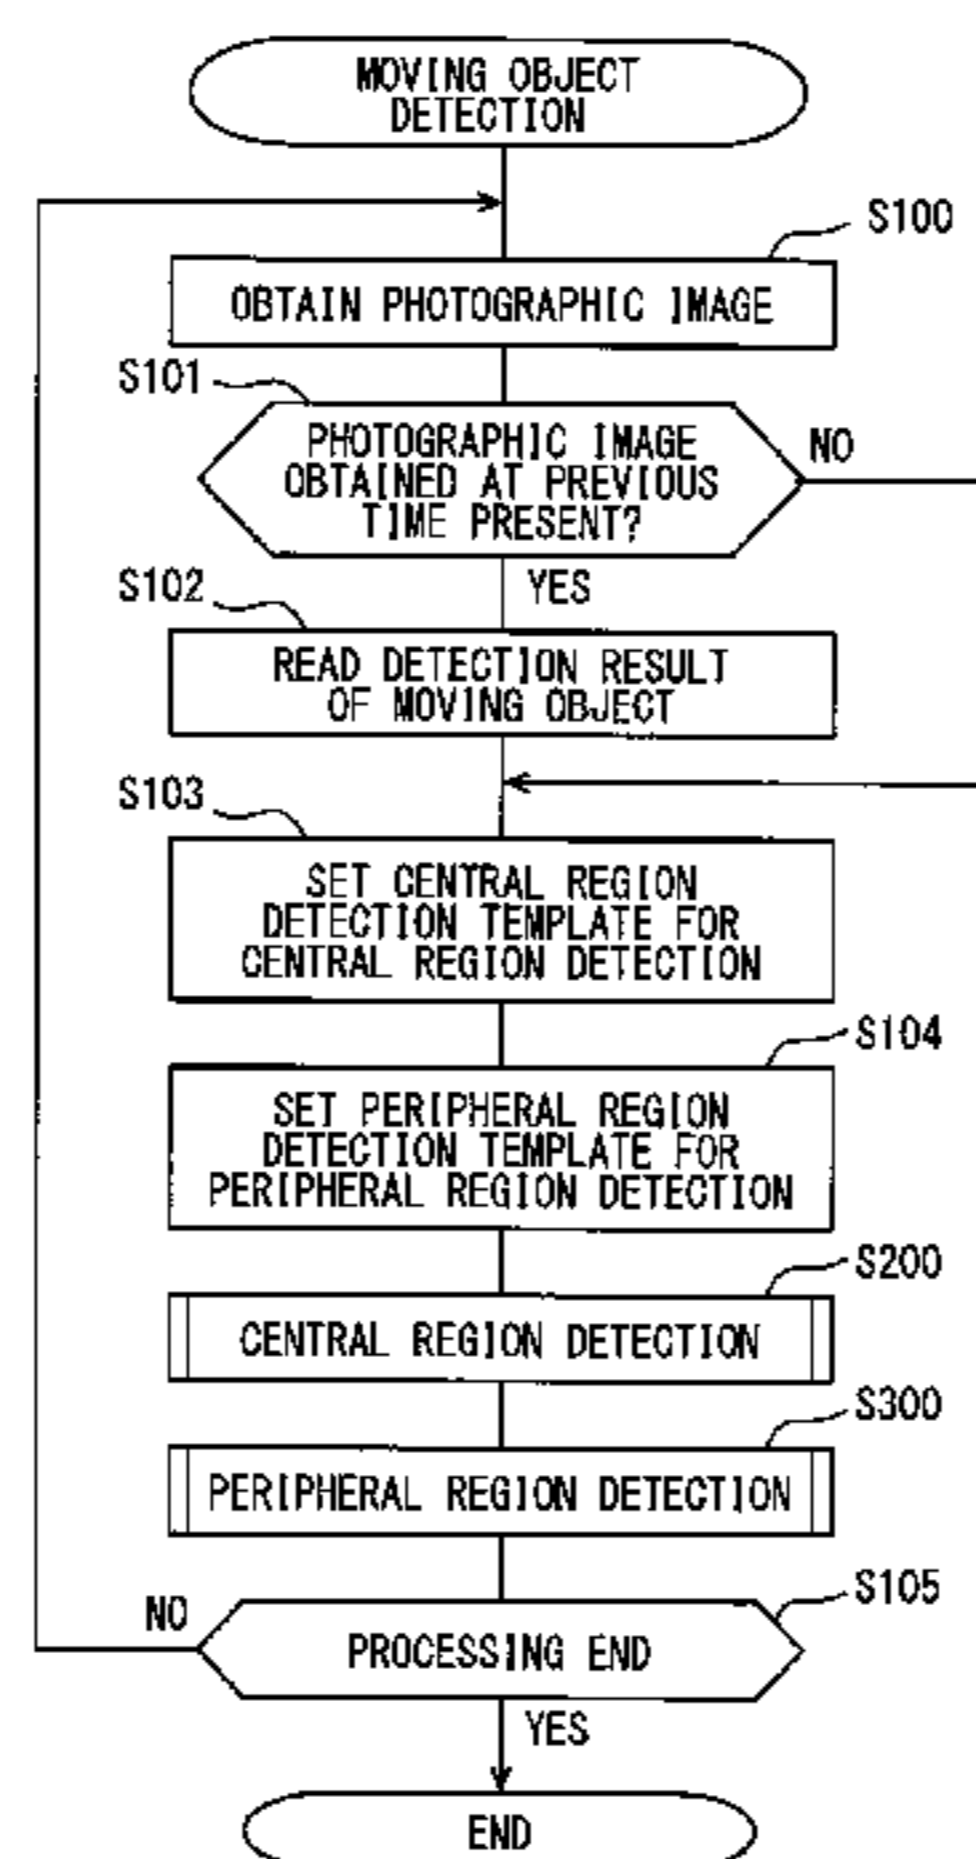 MOVING OBJECT
DETECTION
S100
OBTAIN PHOTOGRAPHIC IMAGE
S101
PHOTOGRAPHIC IMAGE
OBTAINED AT PREVIOUS
TIME PRESENT?
NO
YES
S102
READ DETECTION RESULT
OF MOVING OBJECT
S103
SET CENTRAL REGION
DETECTION TEMPLATE FOR
CENTRAL REGION DETECTION
S104
SET PERIPHERAL REGION
DETECTION TEMPLATE FOR
PERIPHERAL REGION DETECTION
S200
CENTRAL REGION DETECTION
S300
PERIPHERAL REGION DETECTION
S105
NO
PROCESSING END
YES
END